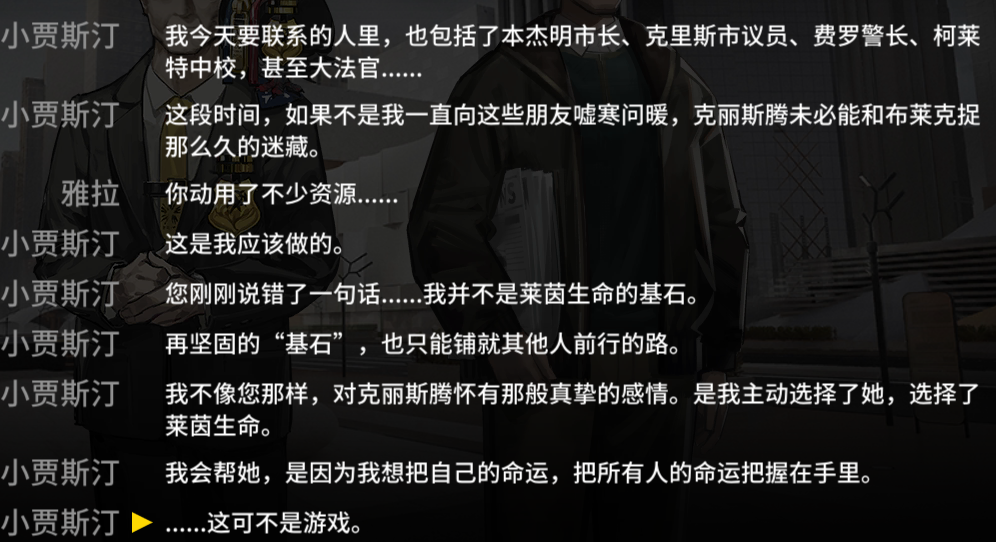 小贾斯汀 我今天要联系的人里，也包括了本杰明市长、克里斯市议员、费罗警长、柯莱
特中校，甚至大法官......
小贾斯汀 这段时间，如果不是我一直向这些朋友嘘寒问暖，克丽斯腾未必能和布莱克捉
那么久的迷藏。
雅拉 你动用了不少资源......
小贾斯汀 这是我应该做的。
小贾斯汀 您刚刚说错了一句话......我并不是莱茵生命的基石。
小贾斯汀 再坚固的“基石”，也只能铺就其他人前行的路。
小贾斯汀 我不像您那样，对克丽斯腾怀有那般真挚的感情。是我主动选择了她，选择了
莱茵生命。
小贾斯汀 我会帮她，是因为我想把自己的命运，把所有人的命运把握在手里。
小贾斯汀 ......这可不是游戏。